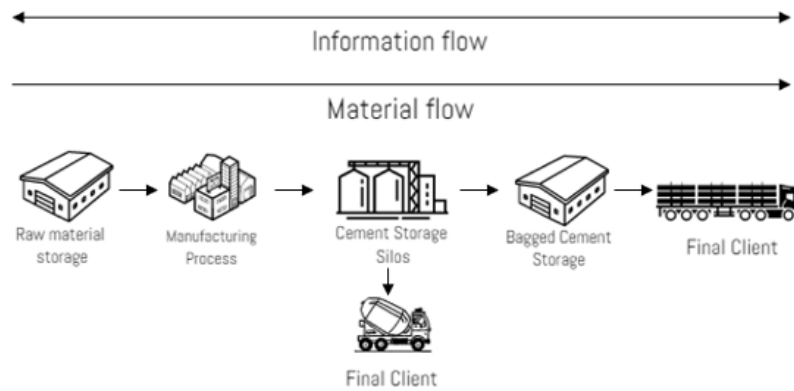 Information flow
Material flow
Raw material
storage
Manufacturing
Process
Cement Storage
Silos
Bagged Cement
Storage
Final Client
Final Client